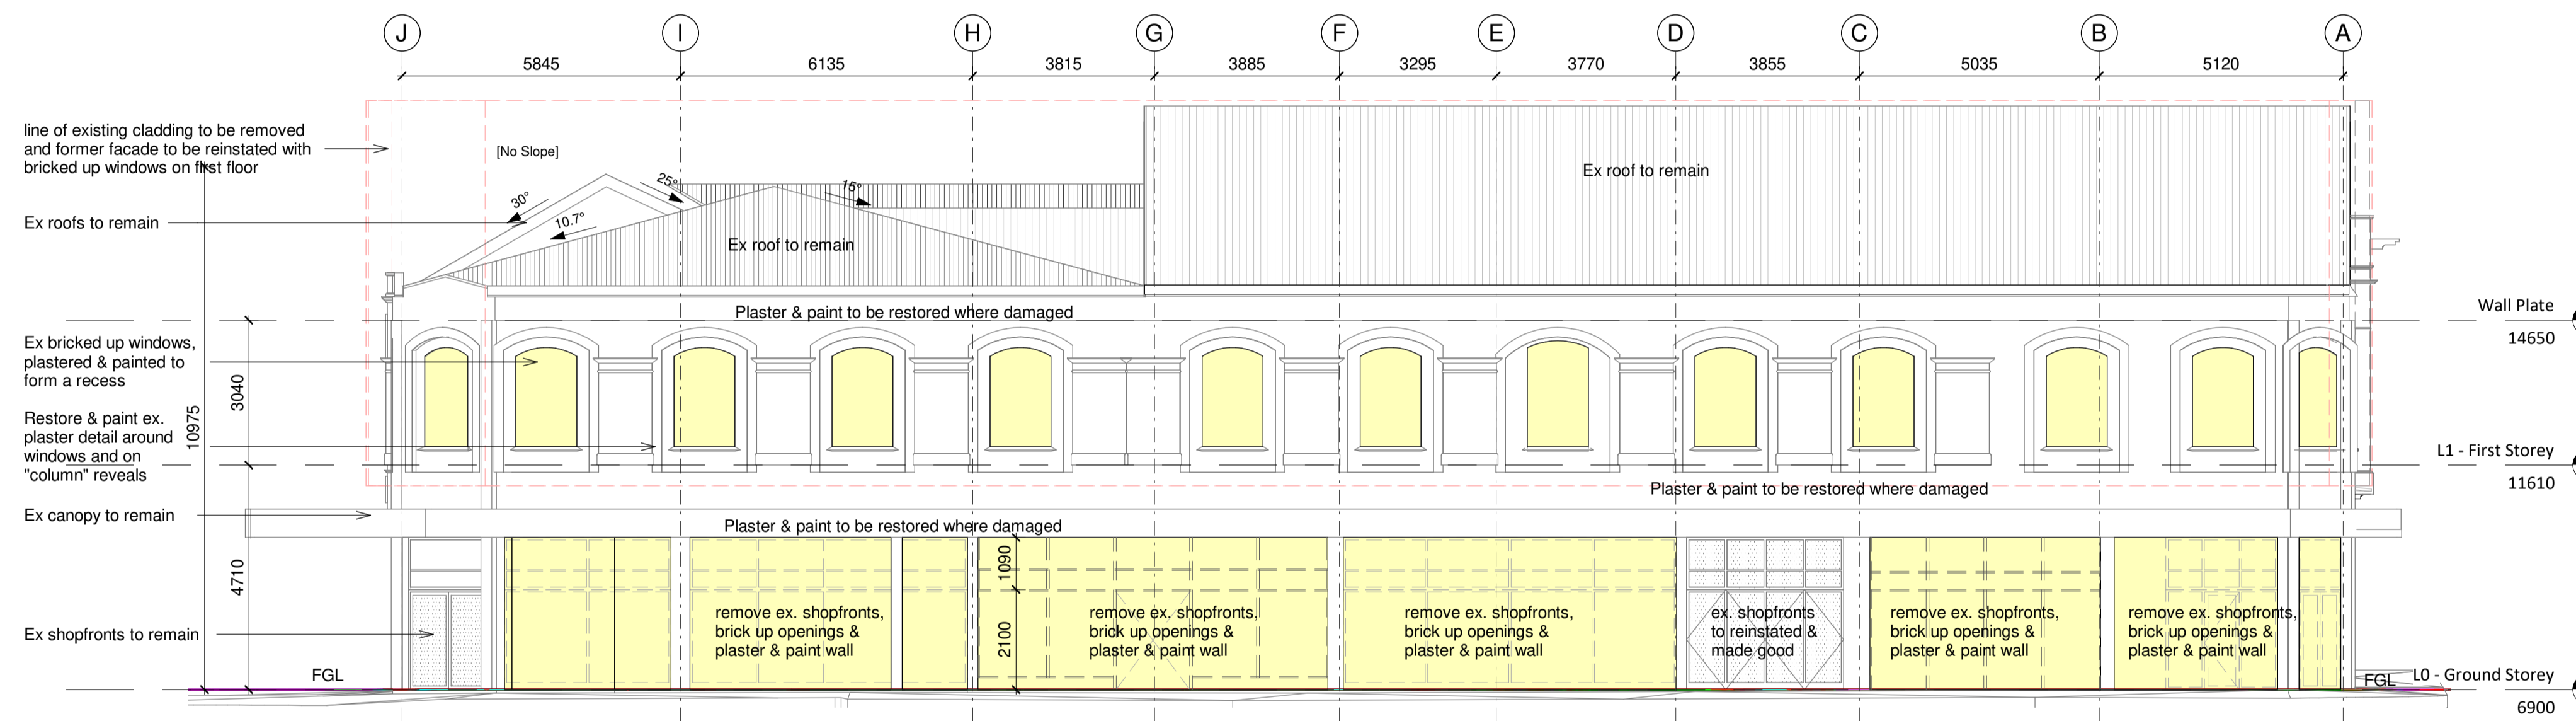 J I H G F E D C B A
5845 6135 3815 3885 3295 3770 3855 5035 5120
line of existing cladding to be removed
and former facade to be reinstated with
bricked up windows on first floor
[No Slope]
30°
25°
15°
10.7°
Ex roofs to remain
Ex roof to remain
Ex roof to remain
Plaster & paint to be restored where damaged
Wall Plate
14650
Ex bricked up windows,
plastered & painted to
form a recess
3040
10975
Restore & paint ex.
plaster detail around
windows and on
"column" reveals
L1 - First Storey
11610
Plaster & paint to be restored where damaged
Ex canopy to remain
Plaster & paint to be restored where damaged
4710
1090
2100
remove ex. shopfronts,
brick up openings &
plaster & paint wall
remove ex. shopfronts,
brick up openings &
plaster & paint wall
remove ex. shopfronts,
brick up openings &
plaster & paint wall
ex. shopfronts
to reinstated &
made good
remove ex. shopfronts,
brick up openings &
plaster & paint wall
remove ex. shopfronts,
brick up openings &
plaster & paint wall
Ex shopfronts to remain
FGL
FGL
L0 - Ground Storey
6900